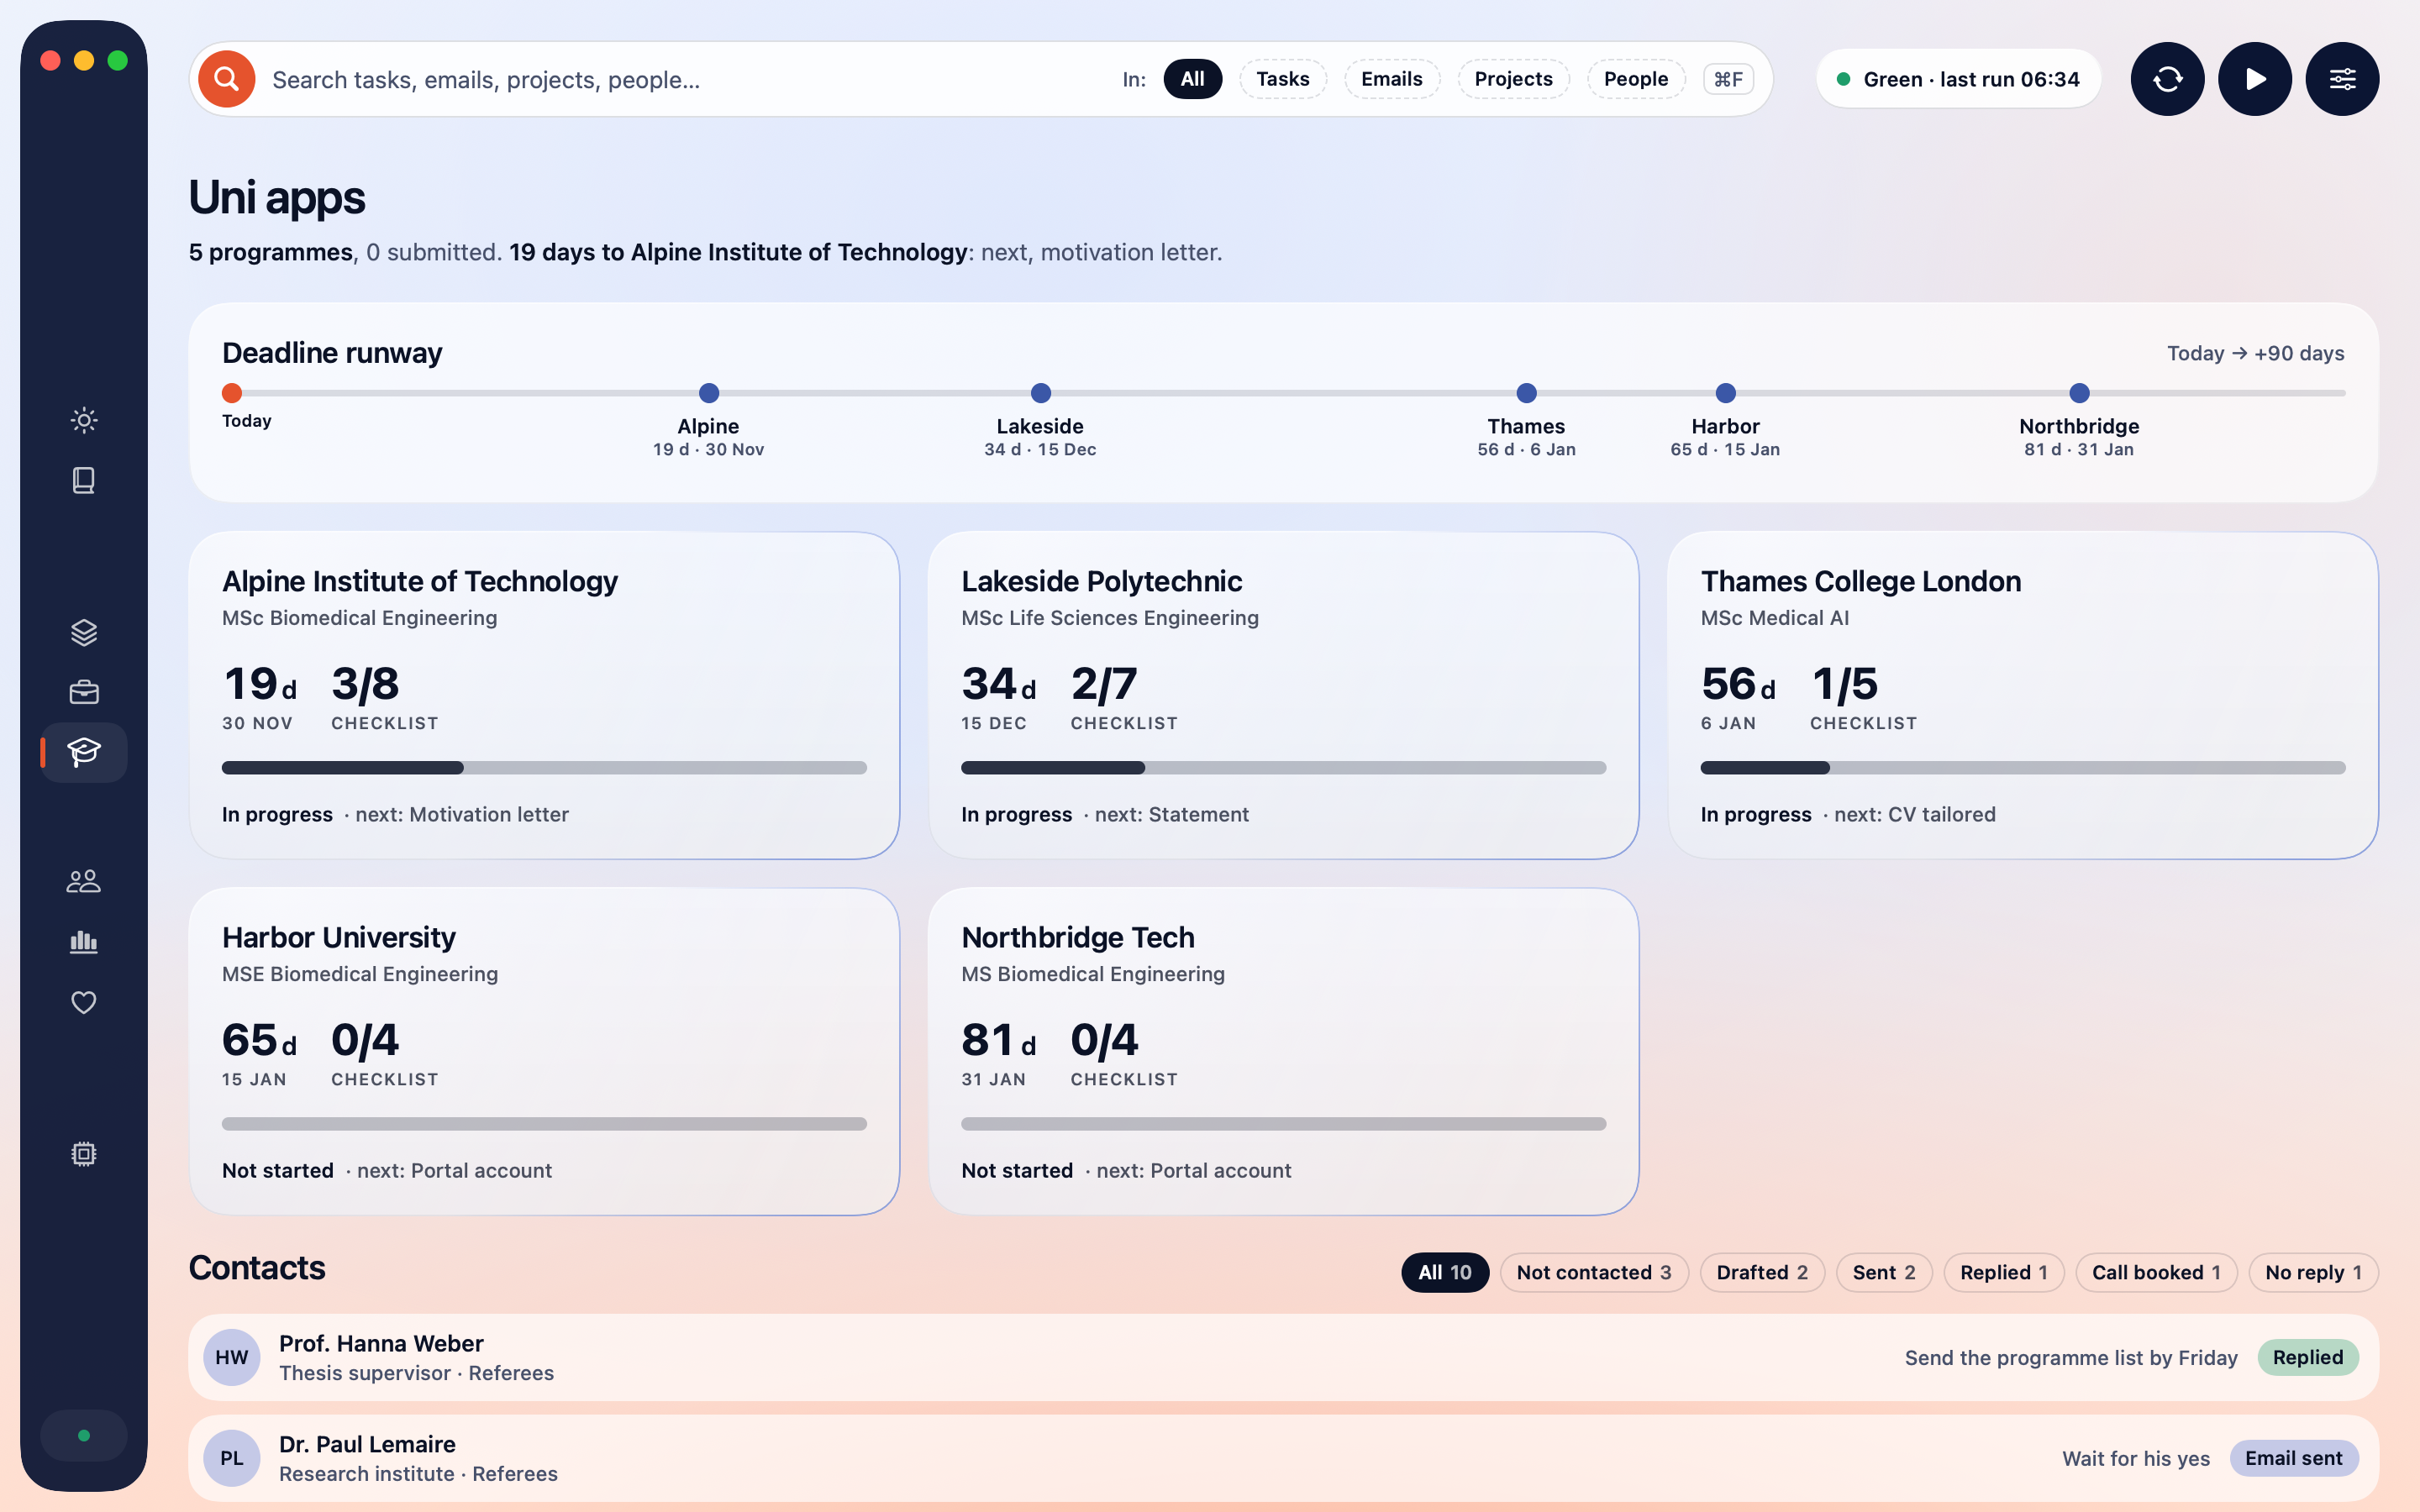 Search tasks, emails, projects, people...
In: All Tasks Emails Projects People ⌘F
Green · last run 06:34
Uni apps
5 programmes, 0 submitted. 19 days to Alpine Institute of Technology: next, motivation letter.
Deadline runway
Today → +90 days
Today
Alpine
19 d · 30 Nov
Lakeside
34 d · 15 Dec
Thames
56 d · 6 Jan
Harbor
65 d · 15 Jan
Northbridge
81 d · 31 Jan
Alpine Institute of Technology
MSc Biomedical Engineering
19 d 3/8
30 NOV CHECKLIST
In progress · next: Motivation letter
Lakeside Polytechnic
MSc Life Sciences Engineering
34 d 2/7
15 DEC CHECKLIST
In progress · next: Statement
Thames College London
MSc Medical AI
56 d 1/5
6 JAN CHECKLIST
In progress · next: CV tailored
Harbor University
MSE Biomedical Engineering
65 d 0/4
15 JAN CHECKLIST
Not started · next: Portal account
Northbridge Tech
MS Biomedical Engineering
81 d 0/4
31 JAN CHECKLIST
Not started · next: Portal account
Contacts
All 10 Not contacted 3 Drafted 2 Sent 2 Replied 1 Call booked 1 No reply 1
HW
Prof. Hanna Weber
Thesis supervisor · Referees
Send the programme list by Friday Replied
PL
Dr. Paul Lemaire
Research institute · Referees
Wait for his yes Email sent